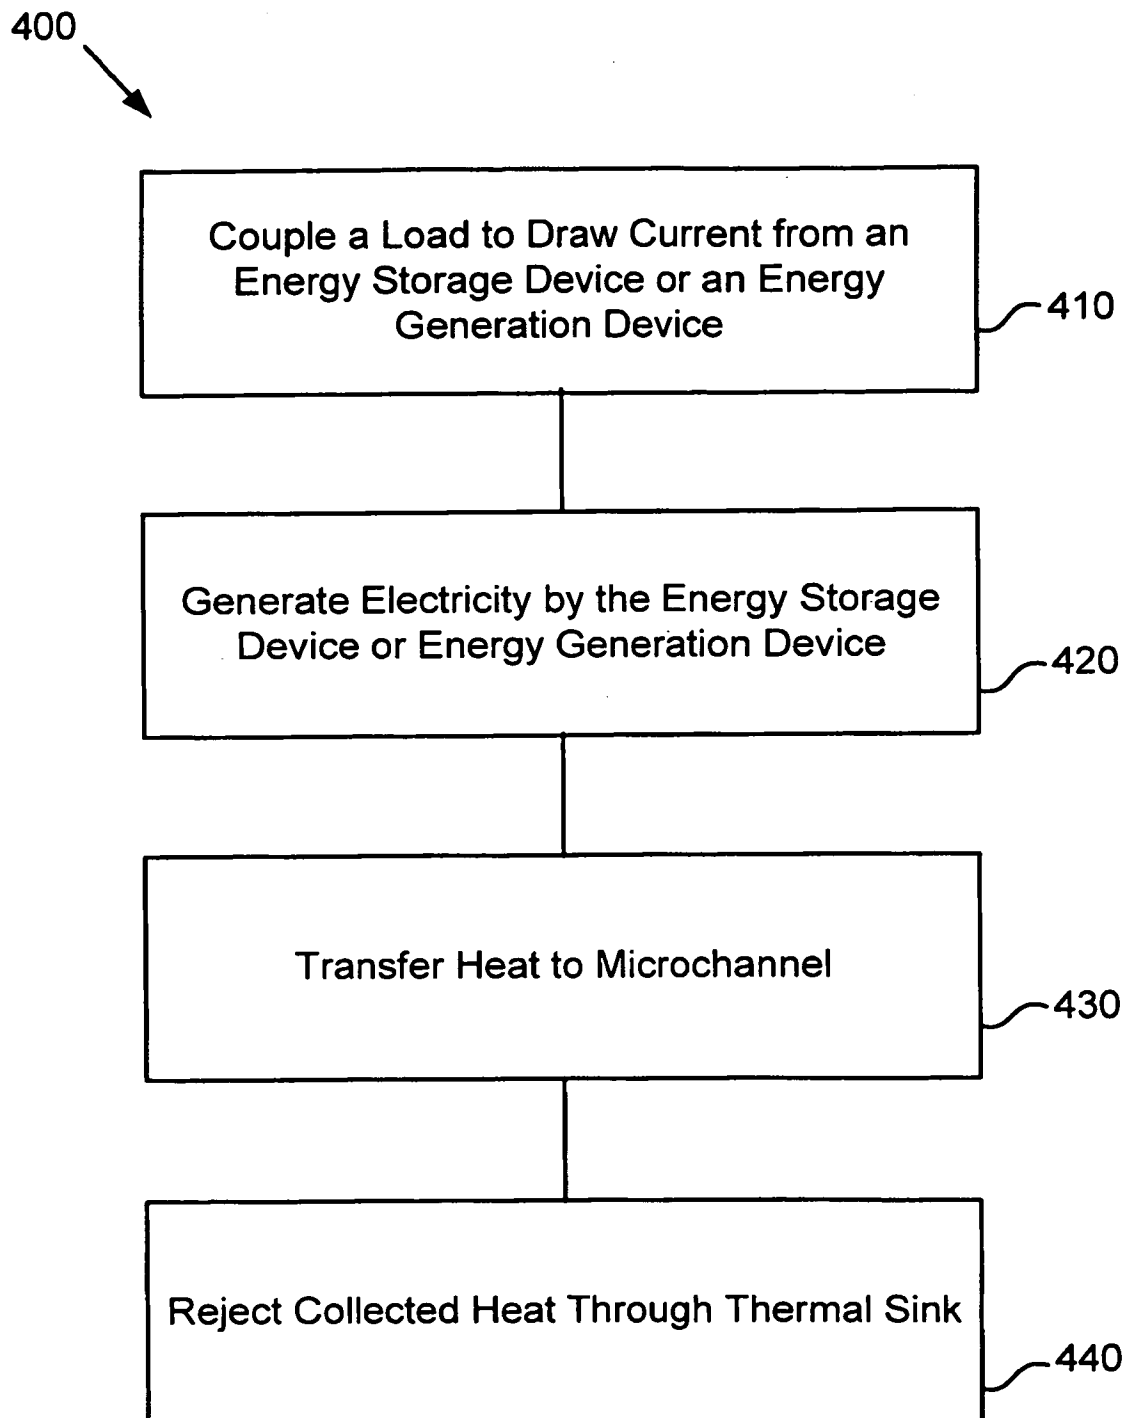 400
Couple a Load to Draw Current from an
Energy Storage Device or an Energy
Generation Device
410
Generate Electricity by the Energy Storage
Device or Energy Generation Device
420
Transfer Heat to Microchannel
430
Reject Collected Heat Through Thermal Sink
440